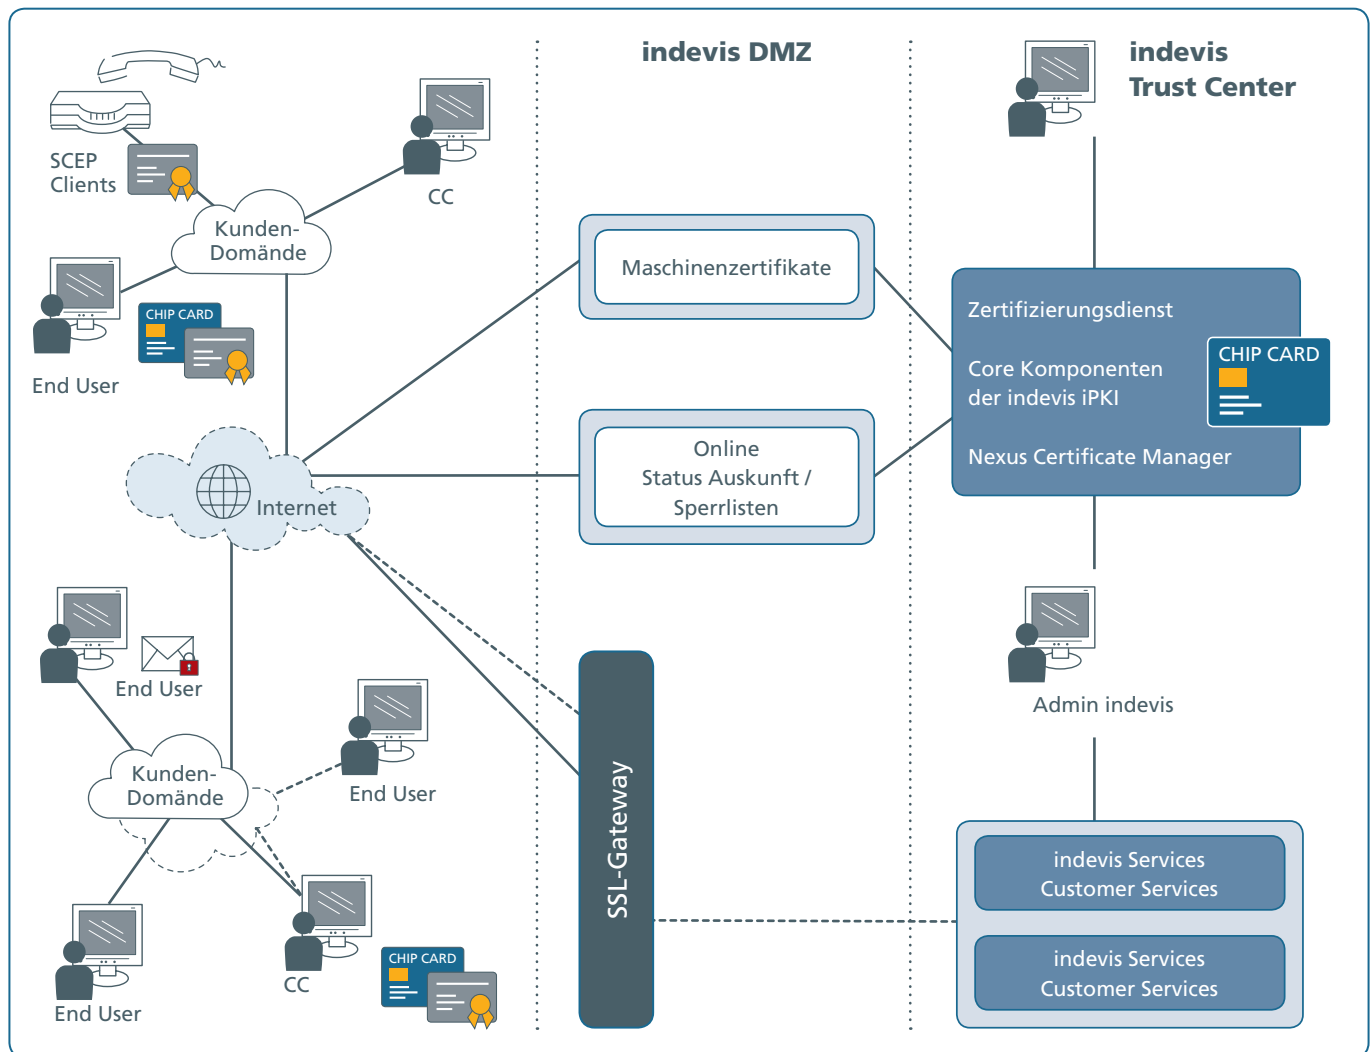 indevis DMZ
indevis
Trust Center
SCEP
Clients
CC
Kunden-
Domände
End User
CHIP CARD
Internet
Maschinenzertifikate
Online
Status Auskunft /
Sperrlisten
Zertifizierungsdienst
Core Komponenten
der indevis iPKI
Nexus Certificate Manager
CHIP CARD
Admin indevis
End User
Kunden-
Domände
End User
End User
CC
CHIP CARD
SSL-Gateway
indevis Services
Customer Services
indevis Services
Customer Services